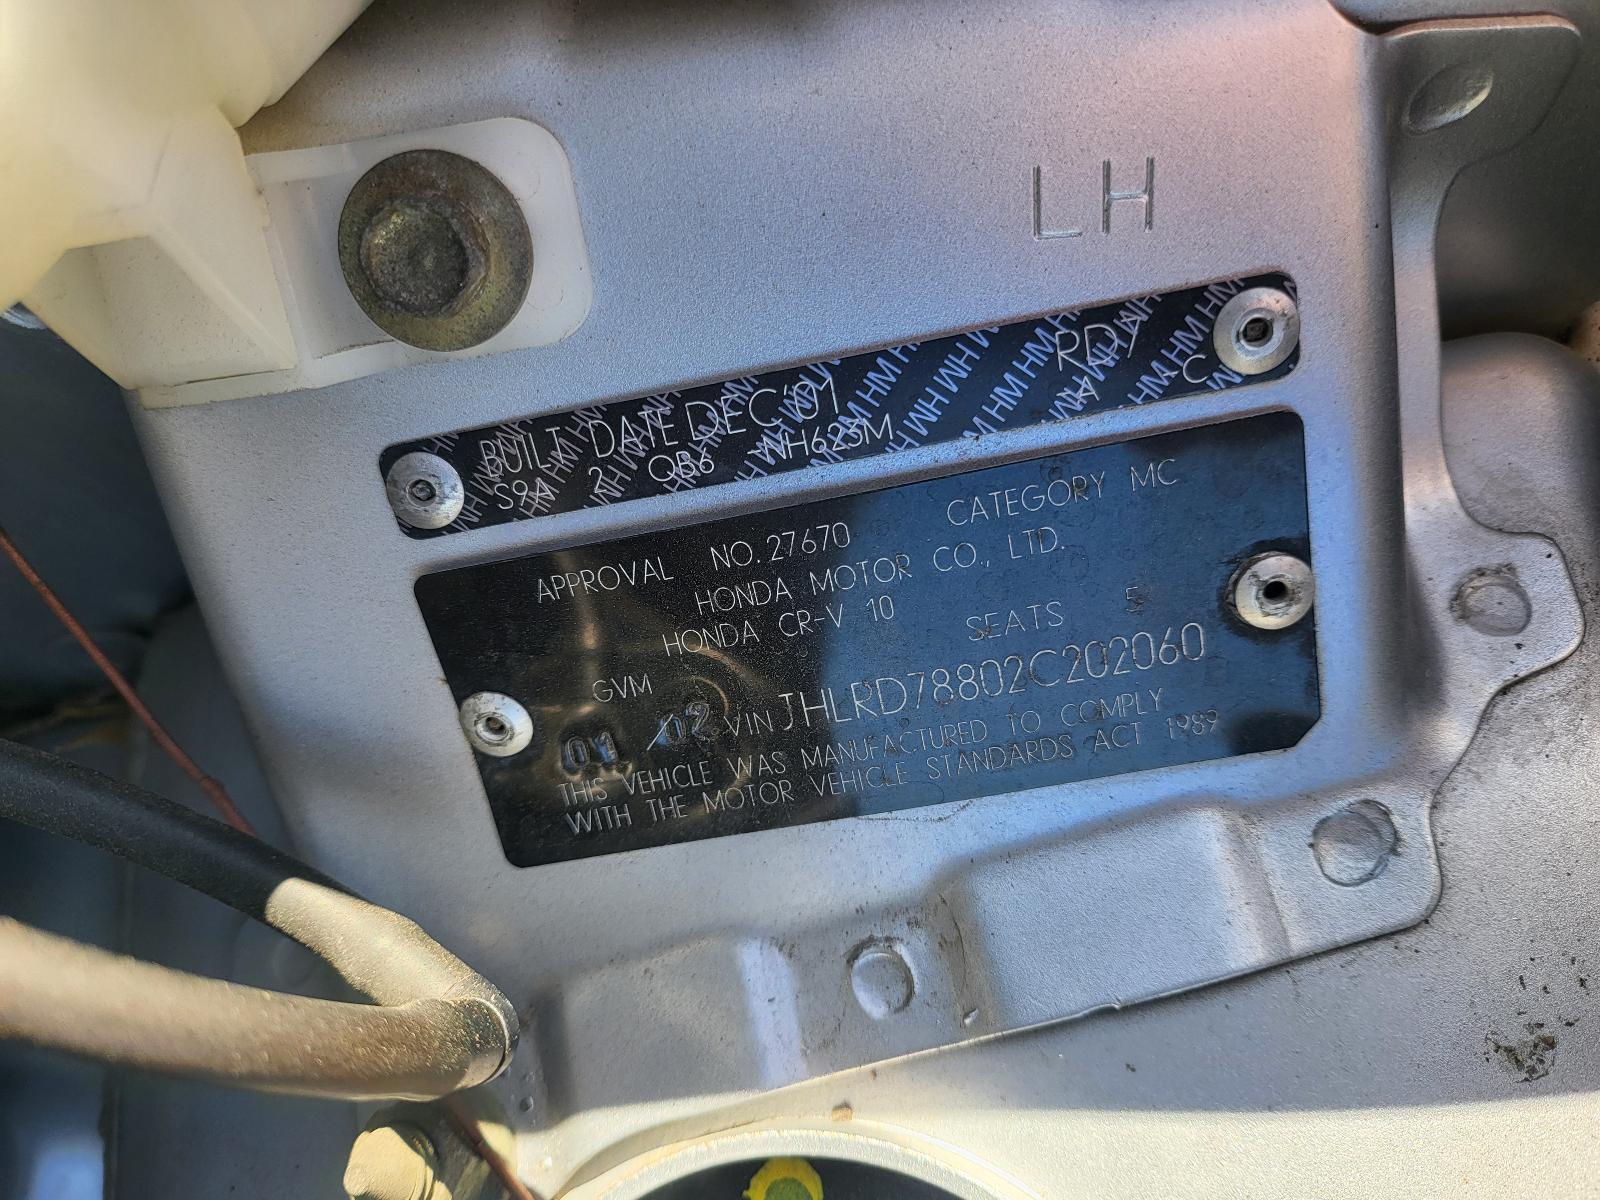 LH
BUILT DATE DEC'01 RD7
S9A 2 QB6 -NH623M A -C
APPROVAL NO. 27670 CATEGORY MC
HONDA MOTOR CO., LTD.
HONDA CR-V 10
GVM SEATS 5
01 / 02 VIN JHLRD78802C202060
THIS VEHICLE WAS MANUFACTURED TO COMPLY
WITH THE MOTOR VEHICLE STANDARDS ACT 1989